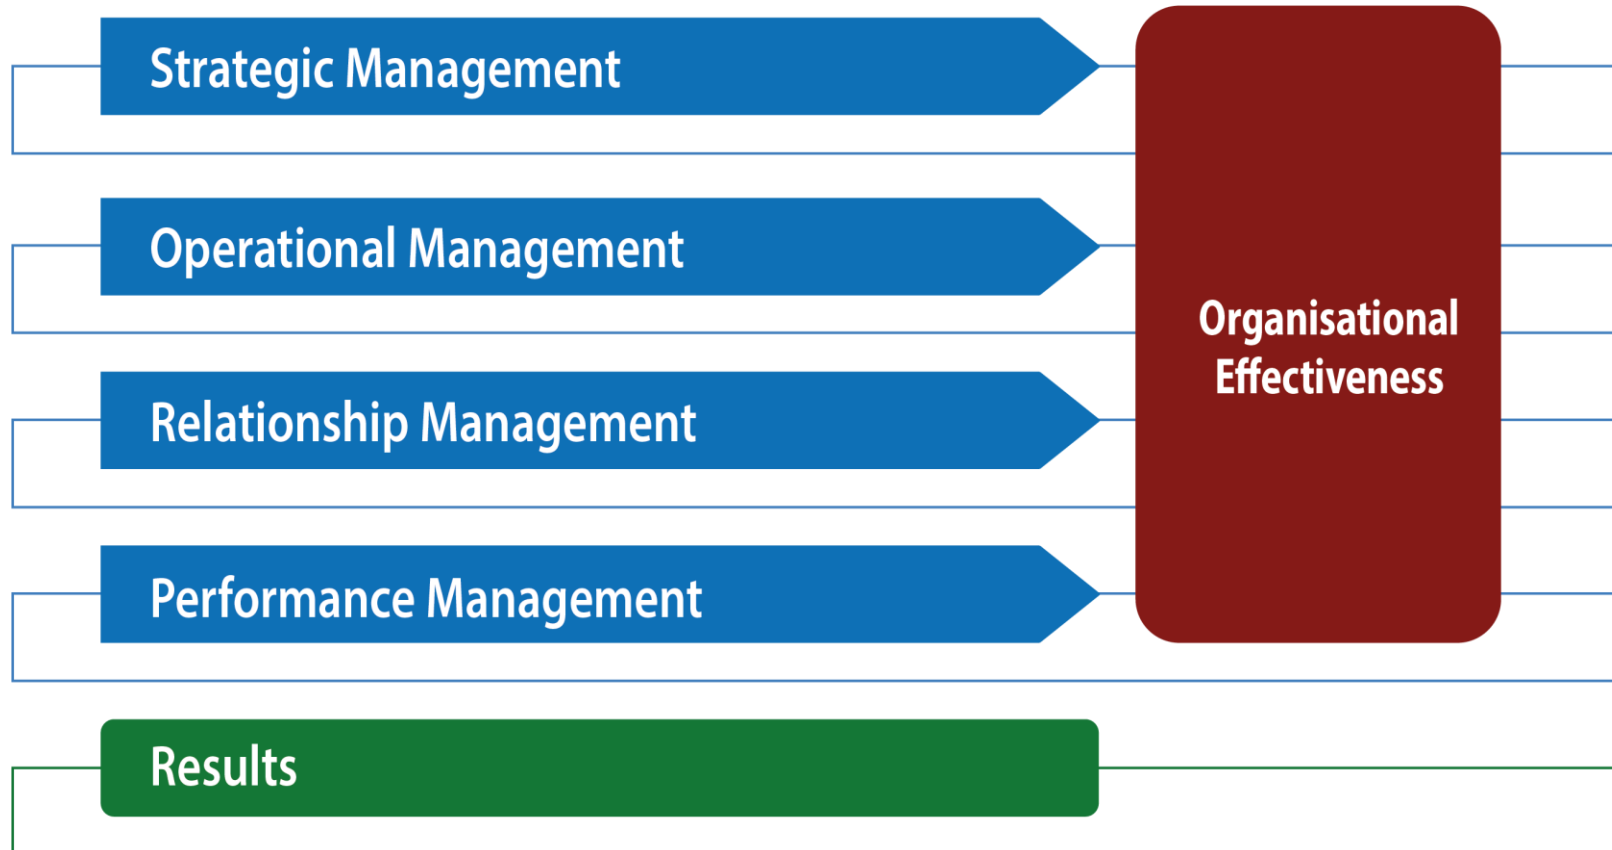 Strategic Management
Operational Management
Organisational
Effectiveness
Relationship Management
Performance Management
Results